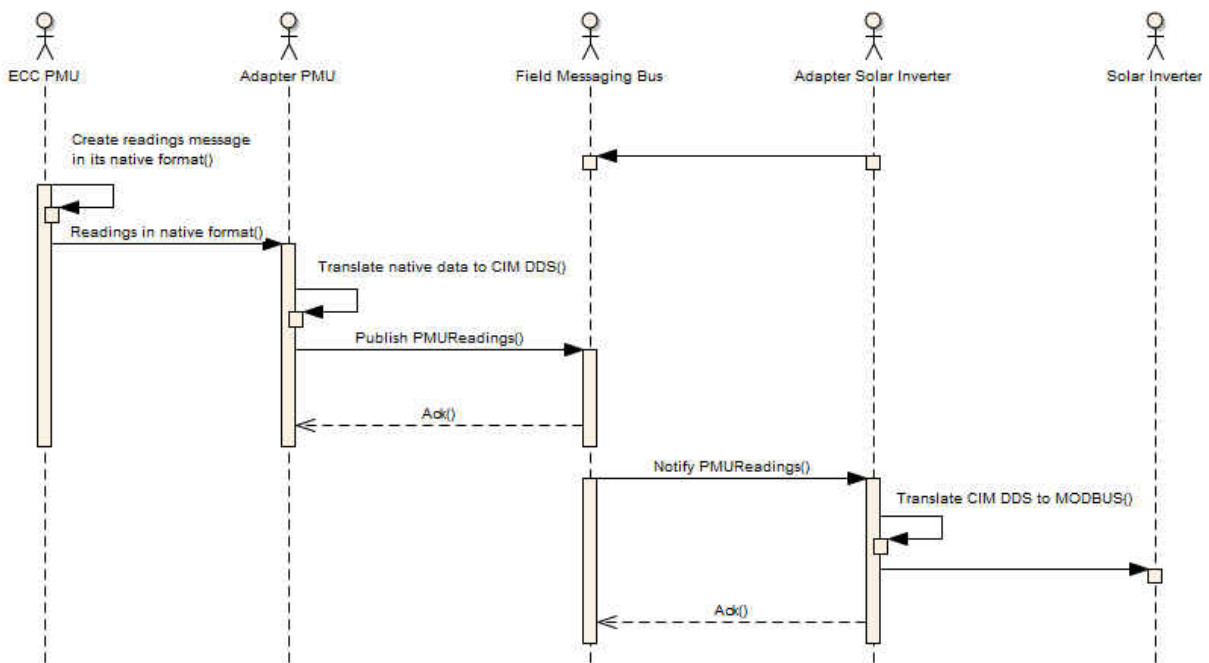 ECC PMU
Adapter PMU
Field Messaging Bus
Adapter Solar Inverter
Solar Inverter
Create readings message
in its native format()
Readings in native format()
Translate native data to CIM DDS()
Publish PMUReadings()
Ack()
Notify PMUReadings()
Translate CIM DDS to MODBUS()
Ack()